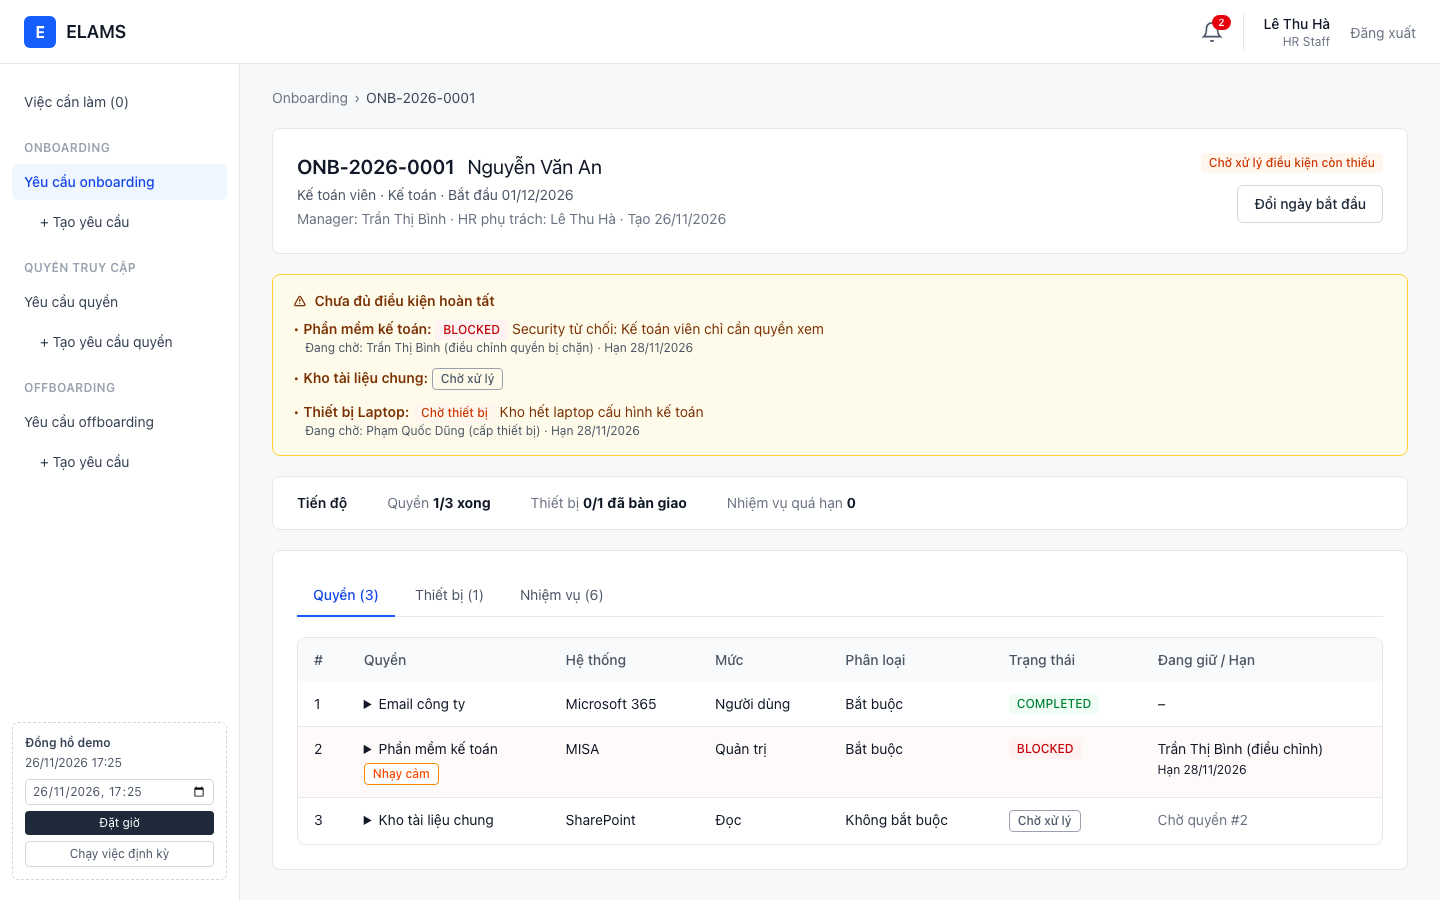 E ELAMS
2
Lê Thu Hà
HR Staff
Đăng xuất
Việc cần làm (0)
ONBOARDING
Yêu cầu onboarding
+ Tạo yêu cầu
QUYỀN TRUY CẬP
Yêu cầu quyền
+ Tạo yêu cầu quyền
OFFBOARDING
Yêu cầu offboarding
+ Tạo yêu cầu
Đồng hồ demo
26/11/2026 17:25
26/11/2026, 17:25
Đặt giờ
Chạy việc định kỳ
Onboarding › ONB-2026-0001
ONB-2026-0001 Nguyễn Văn An
Kế toán viên · Kế toán · Bắt đầu 01/12/2026
Manager: Trần Thị Bình · HR phụ trách: Lê Thu Hà · Tạo 26/11/2026
Chờ xử lý điều kiện còn thiếu
Đổi ngày bắt đầu
Chưa đủ điều kiện hoàn tất
• Phần mềm kế toán: BLOCKED Security từ chối: Kế toán viên chỉ cần quyền xem
Đang chờ: Trần Thị Bình (điều chỉnh quyền bị chặn) · Hạn 28/11/2026
• Kho tài liệu chung: Chờ xử lý
• Thiết bị Laptop: Chờ thiết bị Kho hết laptop cấu hình kế toán
Đang chờ: Phạm Quốc Dũng (cấp thiết bị) · Hạn 28/11/2026
Tiến độ Quyền 1/3 xong Thiết bị 0/1 đã bàn giao Nhiệm vụ quá hạn 0
Quyền (3) Thiết bị (1) Nhiệm vụ (6)
# Quyền Hệ thống Mức Phân loại Trạng thái Đang giữ / Hạn
1 ▶ Email công ty Microsoft 365 Người dùng Bắt buộc COMPLETED –
2 ▶ Phần mềm kế toán MISA Quản trị Bắt buộc BLOCKED Trần Thị Bình (điều chỉnh)
Nhạy cảm Hạn 28/11/2026
3 ▶ Kho tài liệu chung SharePoint Đọc Không bắt buộc Chờ xử lý Chờ quyền #2